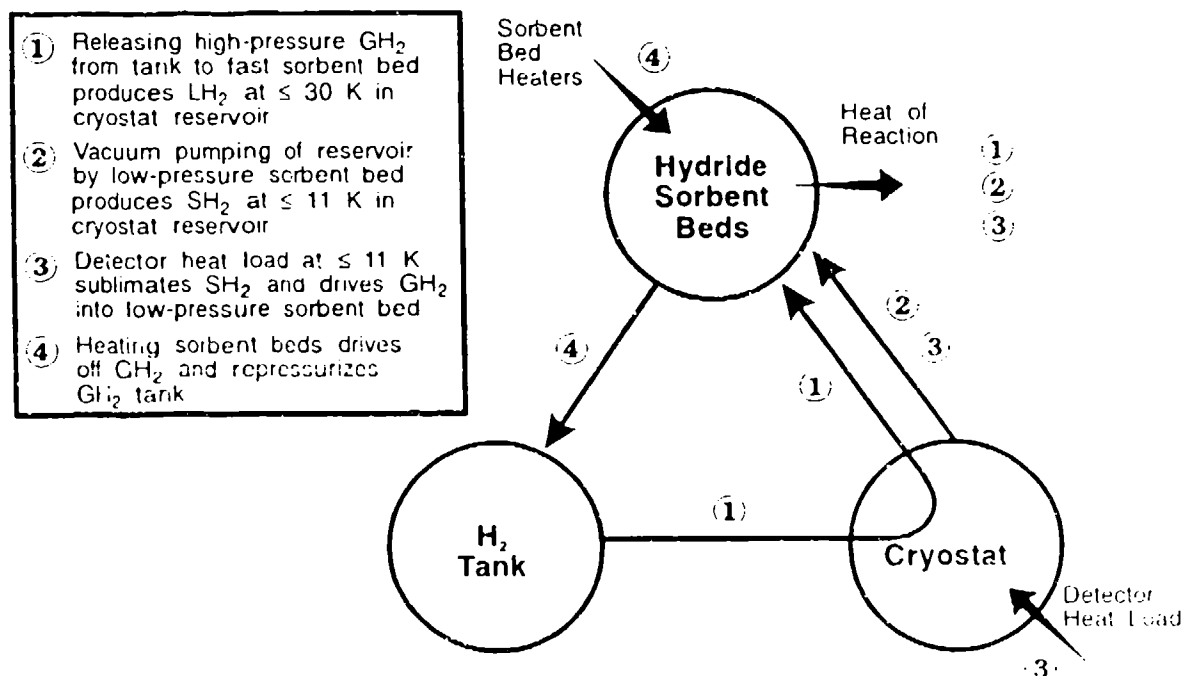 ① Releasing high-pressure GH₂
from tank to fast sorbent bed
produces LH₂ at ≤ 30 K in
cryostat reservoir
② Vacuum pumping of reservoir
by low-pressure sorbent bed
produces SH₂ at ≤ 11 K in
cryostat reservoir
③ Detector heat load at ≤ 11 K
sublimates SH₂ and drives GH₂
into low-pressure sorbent bed
④ Heating sorbent beds drives
off GH₂ and repressurizes
GH₂ tank
Sorbent
Bed
Heaters
④
Heat of
Reaction
①
②
③
Hydride
Sorbent
Beds
④
②
③
①
①
H₂
Tank
Cryostat
Detector
Heat Load
③